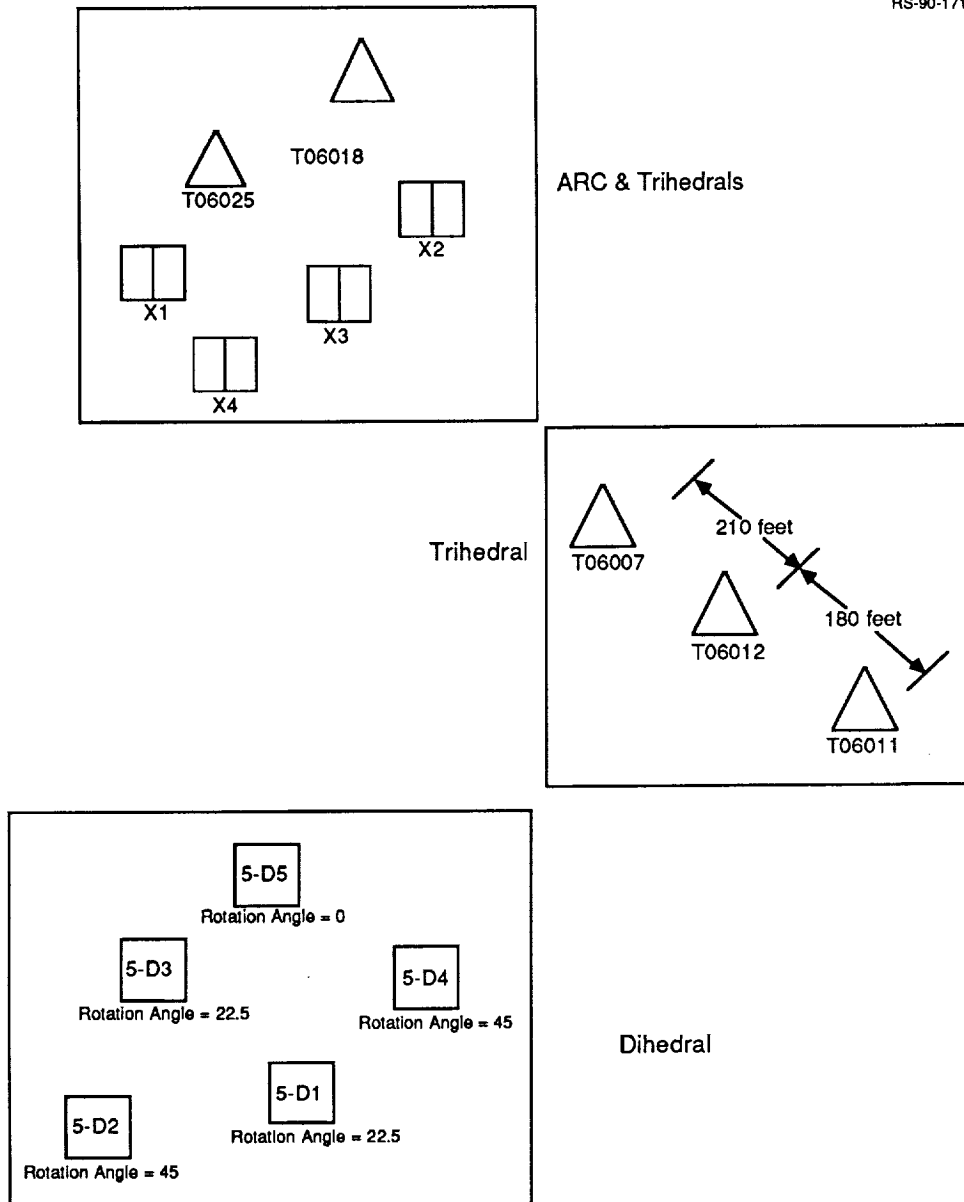 RS-90-171
T06018
T06025
ARC & Trihedrals
X2
X1
X3
X4
Trihedral
210 feet
T06007
180 feet
T06012
T06011
5-D5
Rotation Angle = 0
5-D3
5-D4
Rotation Angle = 22.5
Rotation Angle = 45
Dihedral
5-D1
5-D2
Rotation Angle = 22.5
Rotation Angle = 45